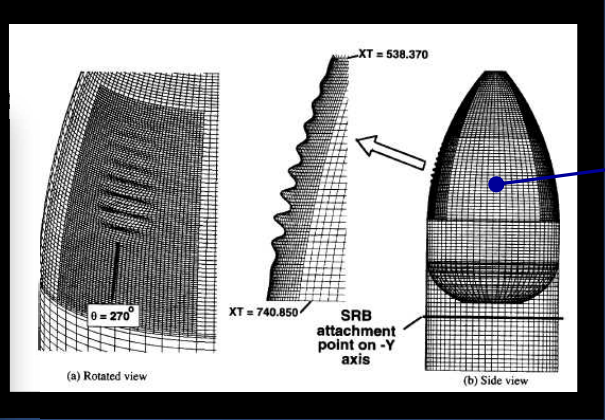 XT = 538.370
θ = 270°
XT = 740.850
SRB
attachment
point on -Y
axis
(a) Rotated view
(b) Side view